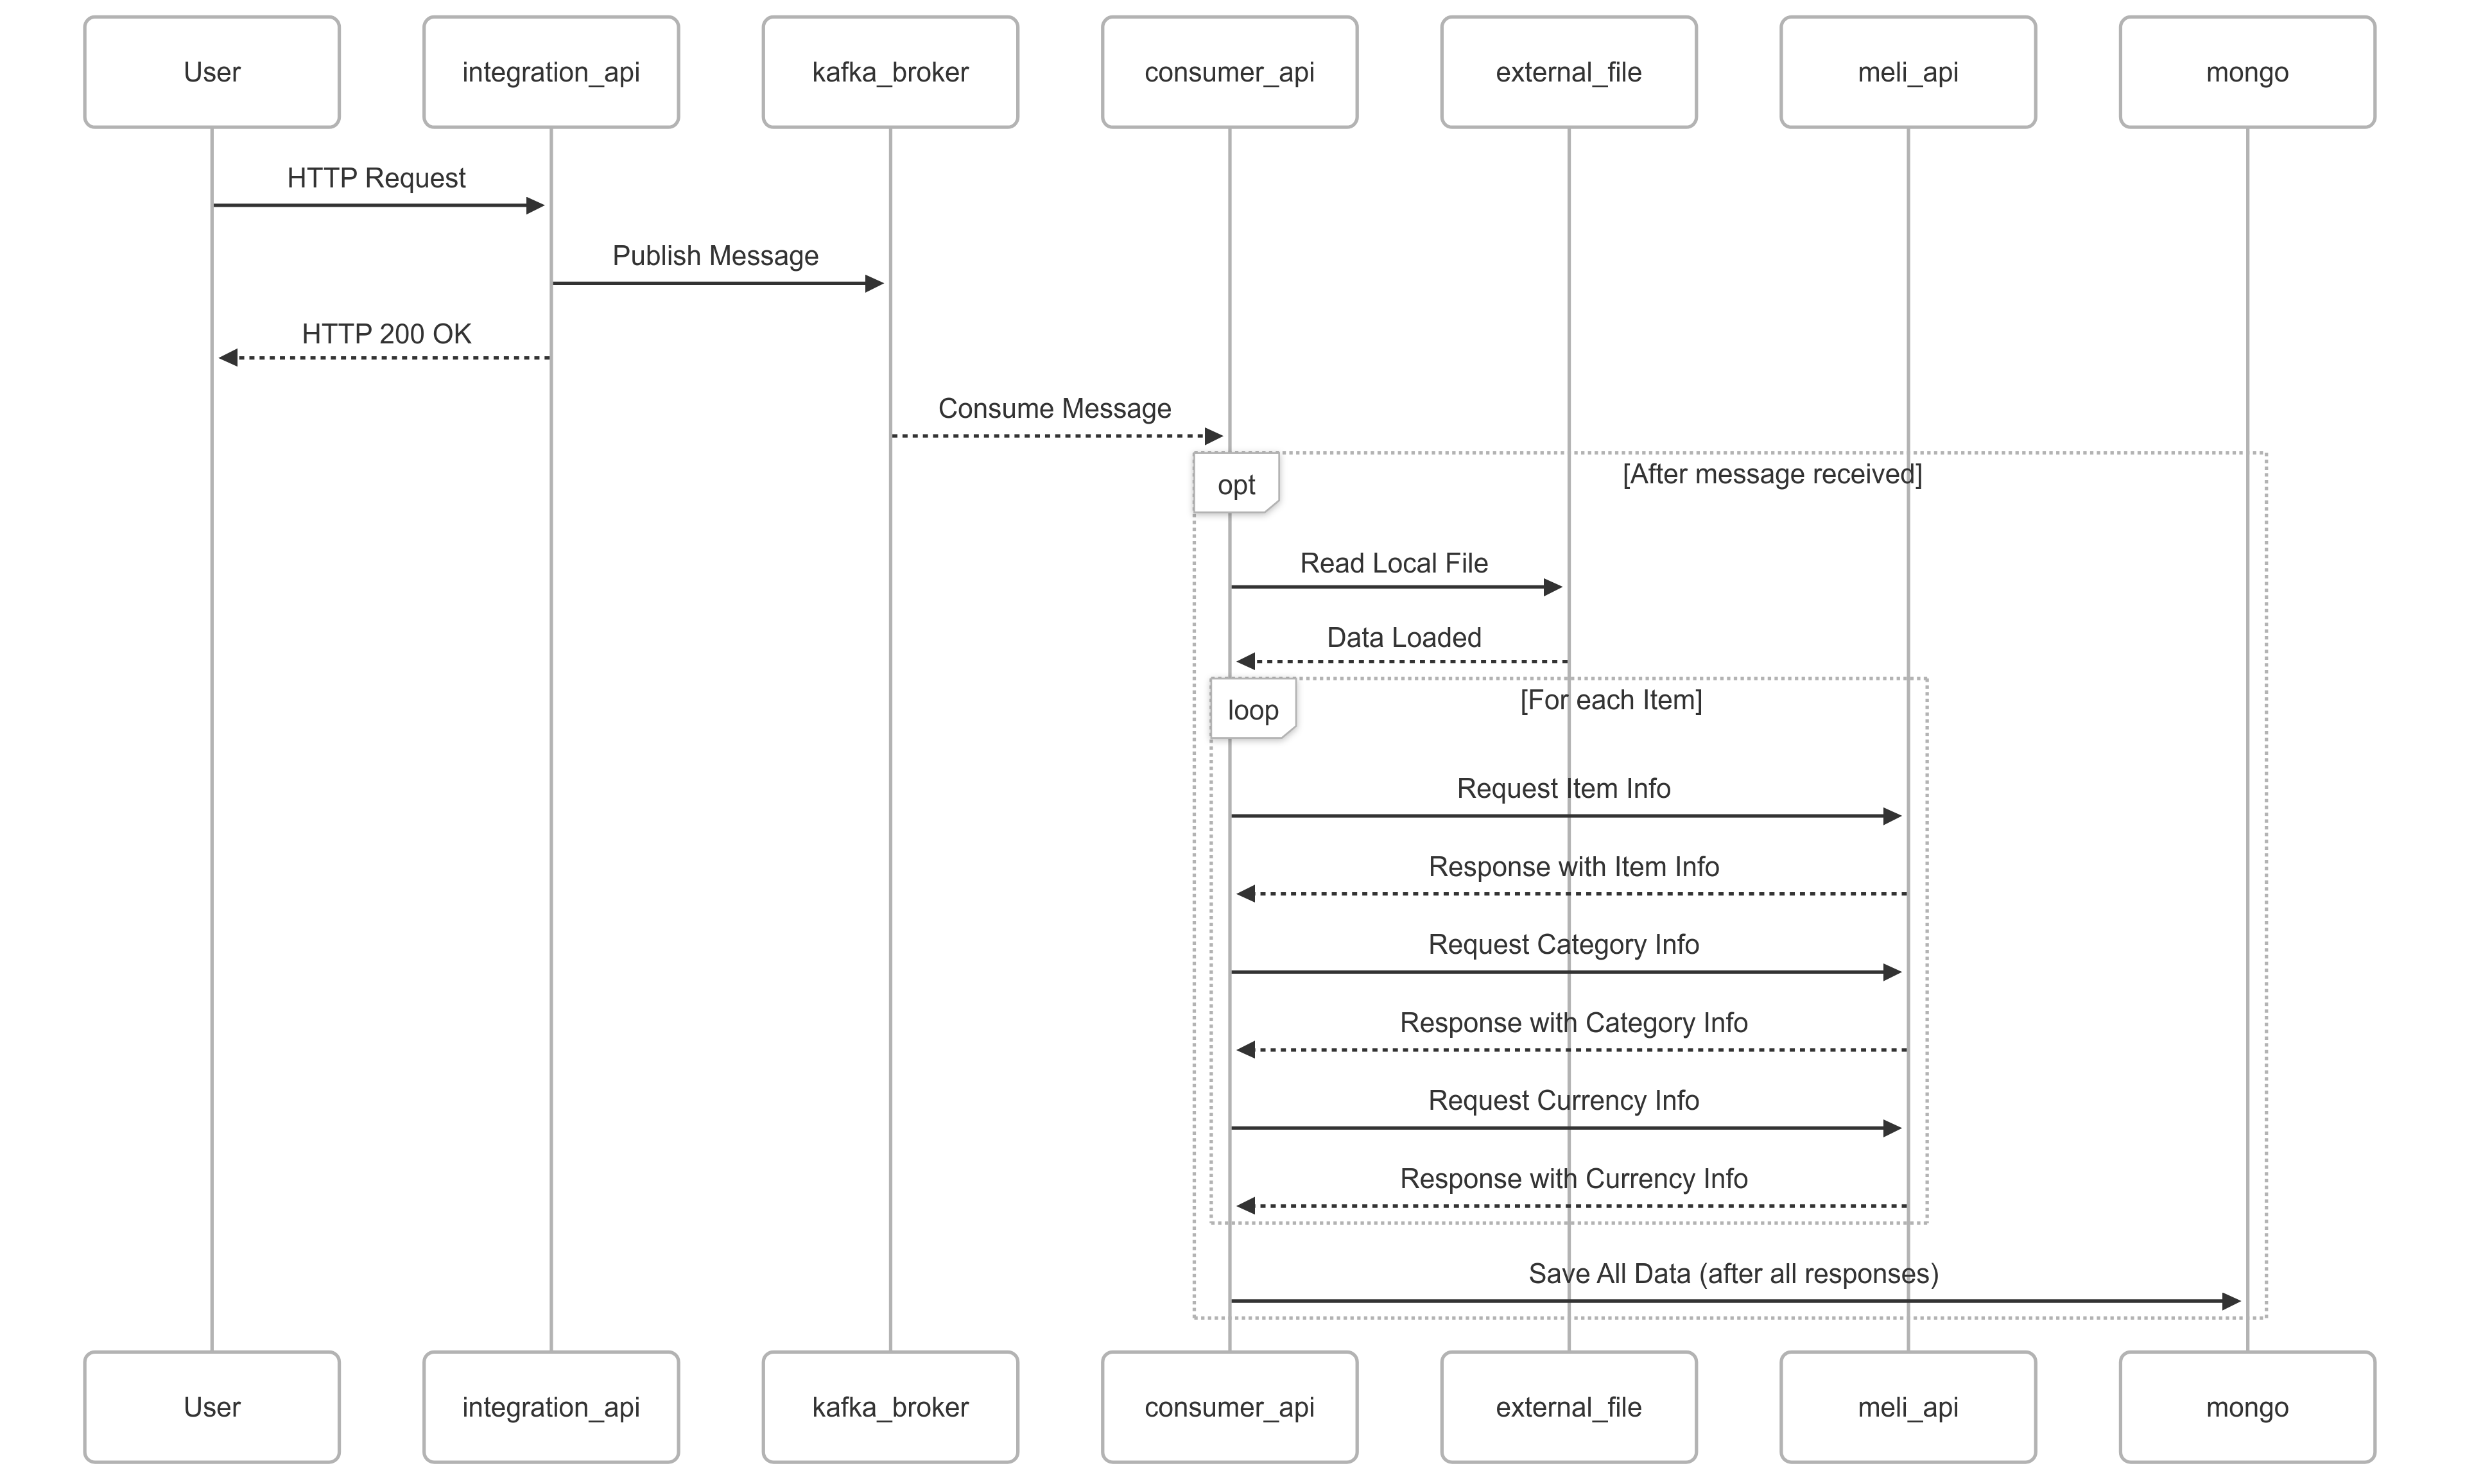 User
integration_api
kafka_broker
consumer_api
external_file
meli_api
mongo
HTTP Request
Publish Message
HTTP 200 OK
Consume Message
opt
[After message received]
Read Local File
Data Loaded
loop
[For each Item]
Request Item Info
Response with Item Info
Request Category Info
Response with Category Info
Request Currency Info
Response with Currency Info
Save All Data (after all responses)
User
integration_api
kafka_broker
consumer_api
external_file
meli_api
mongo